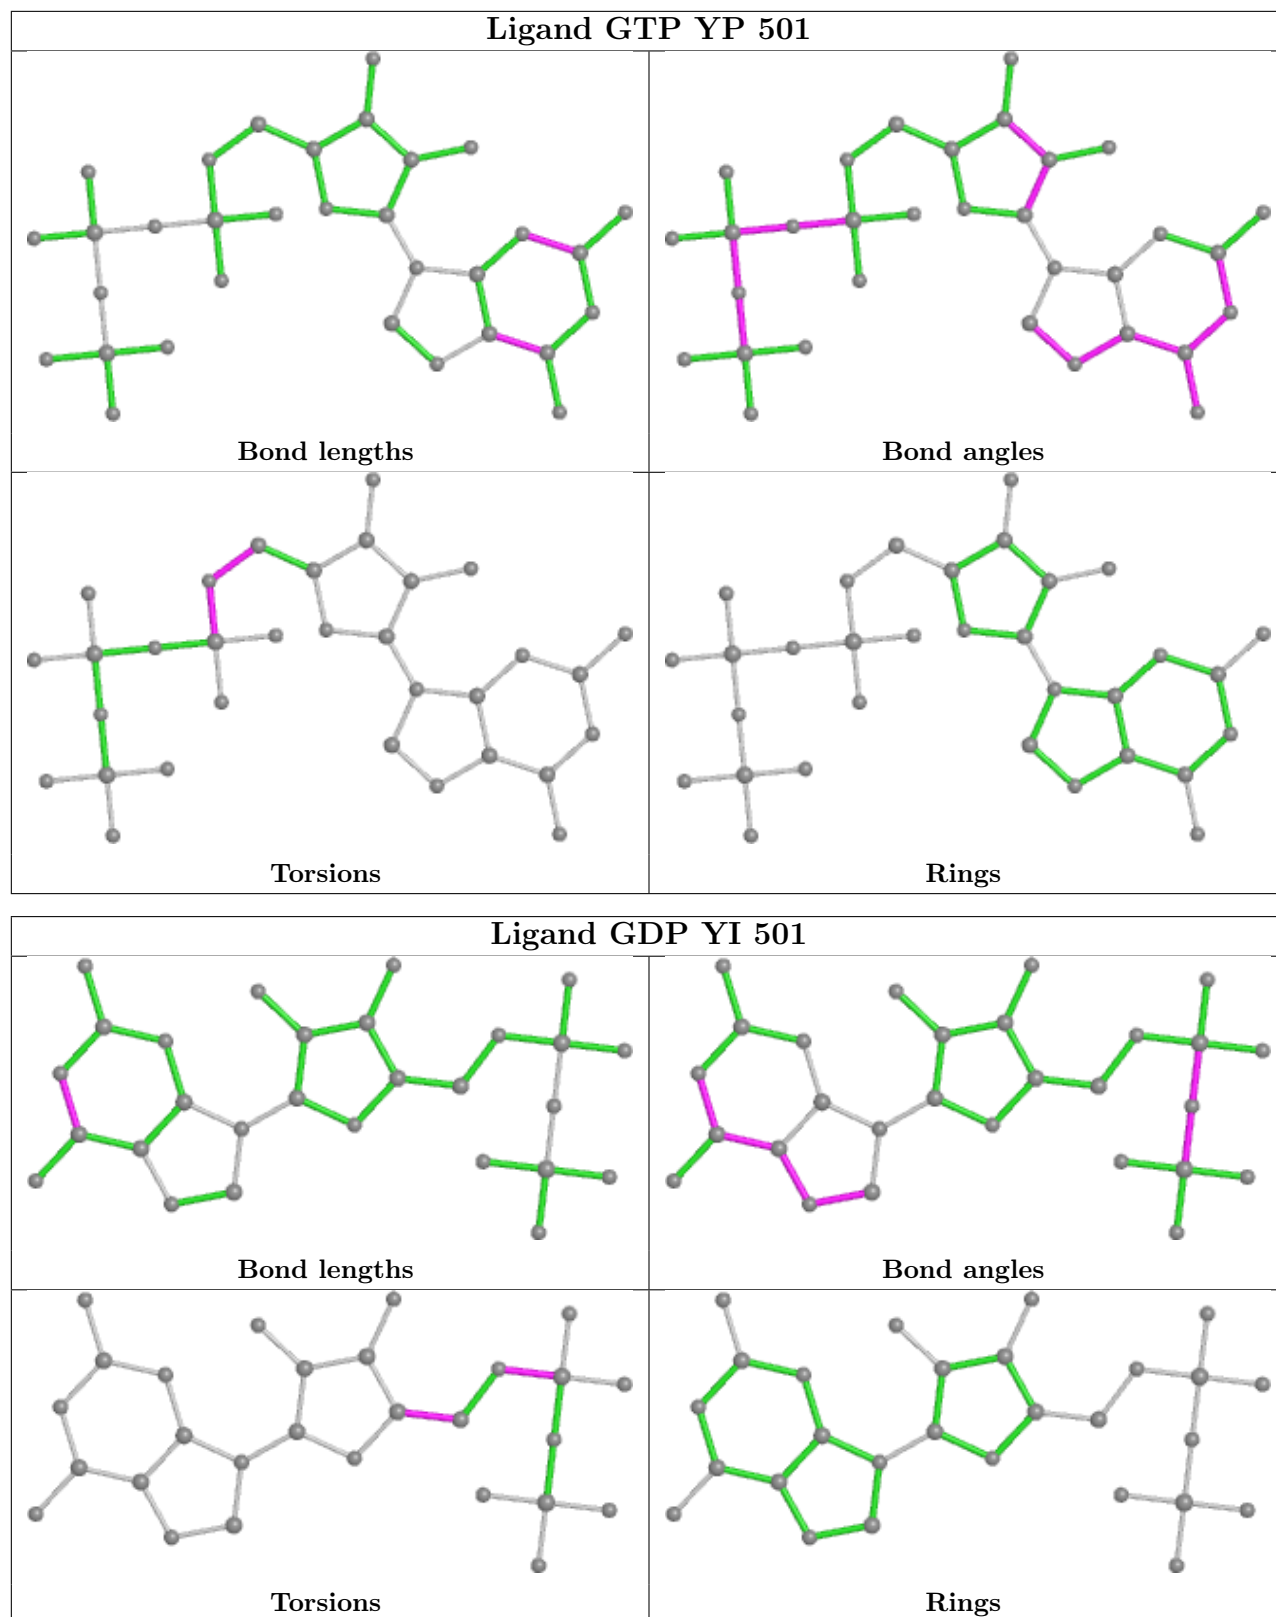 Ligand GTP YP 501
Bond lengths
Bond angles
Torsions
Rings
Ligand GDP YI 501
Bond lengths
Bond angles
Torsions
Rings